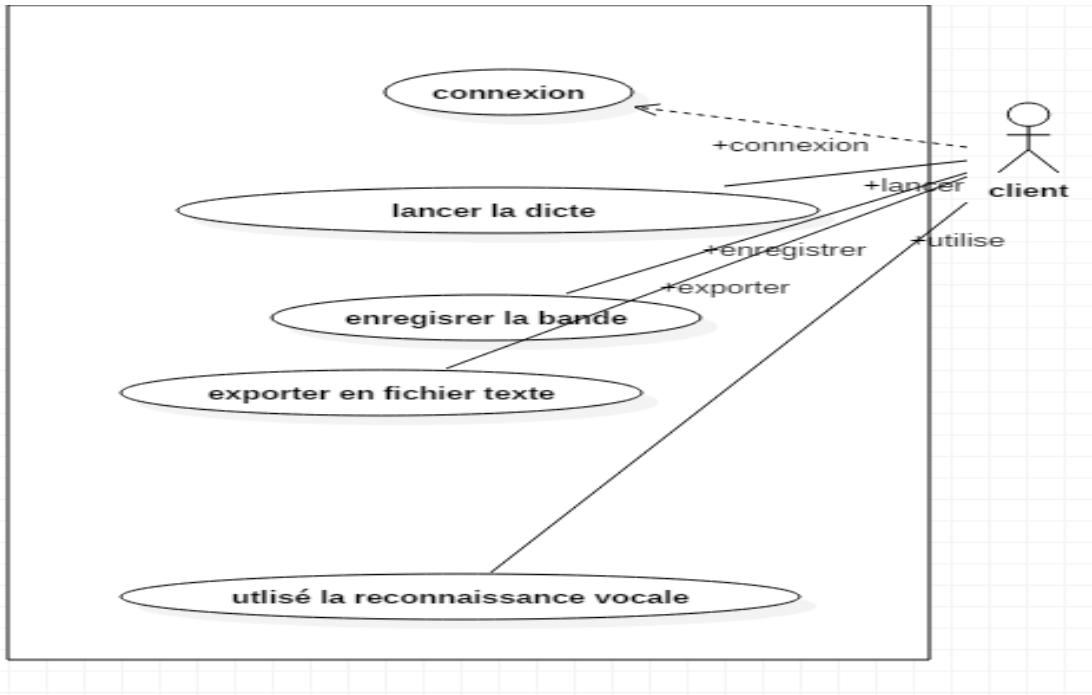 connexion
+connexion
+lancer
client
lancer la dicte
+enregistrer
+utilise
+exporter
enregisrer la bande
exporter en fichier texte
utlisé la reconnaissance vocale